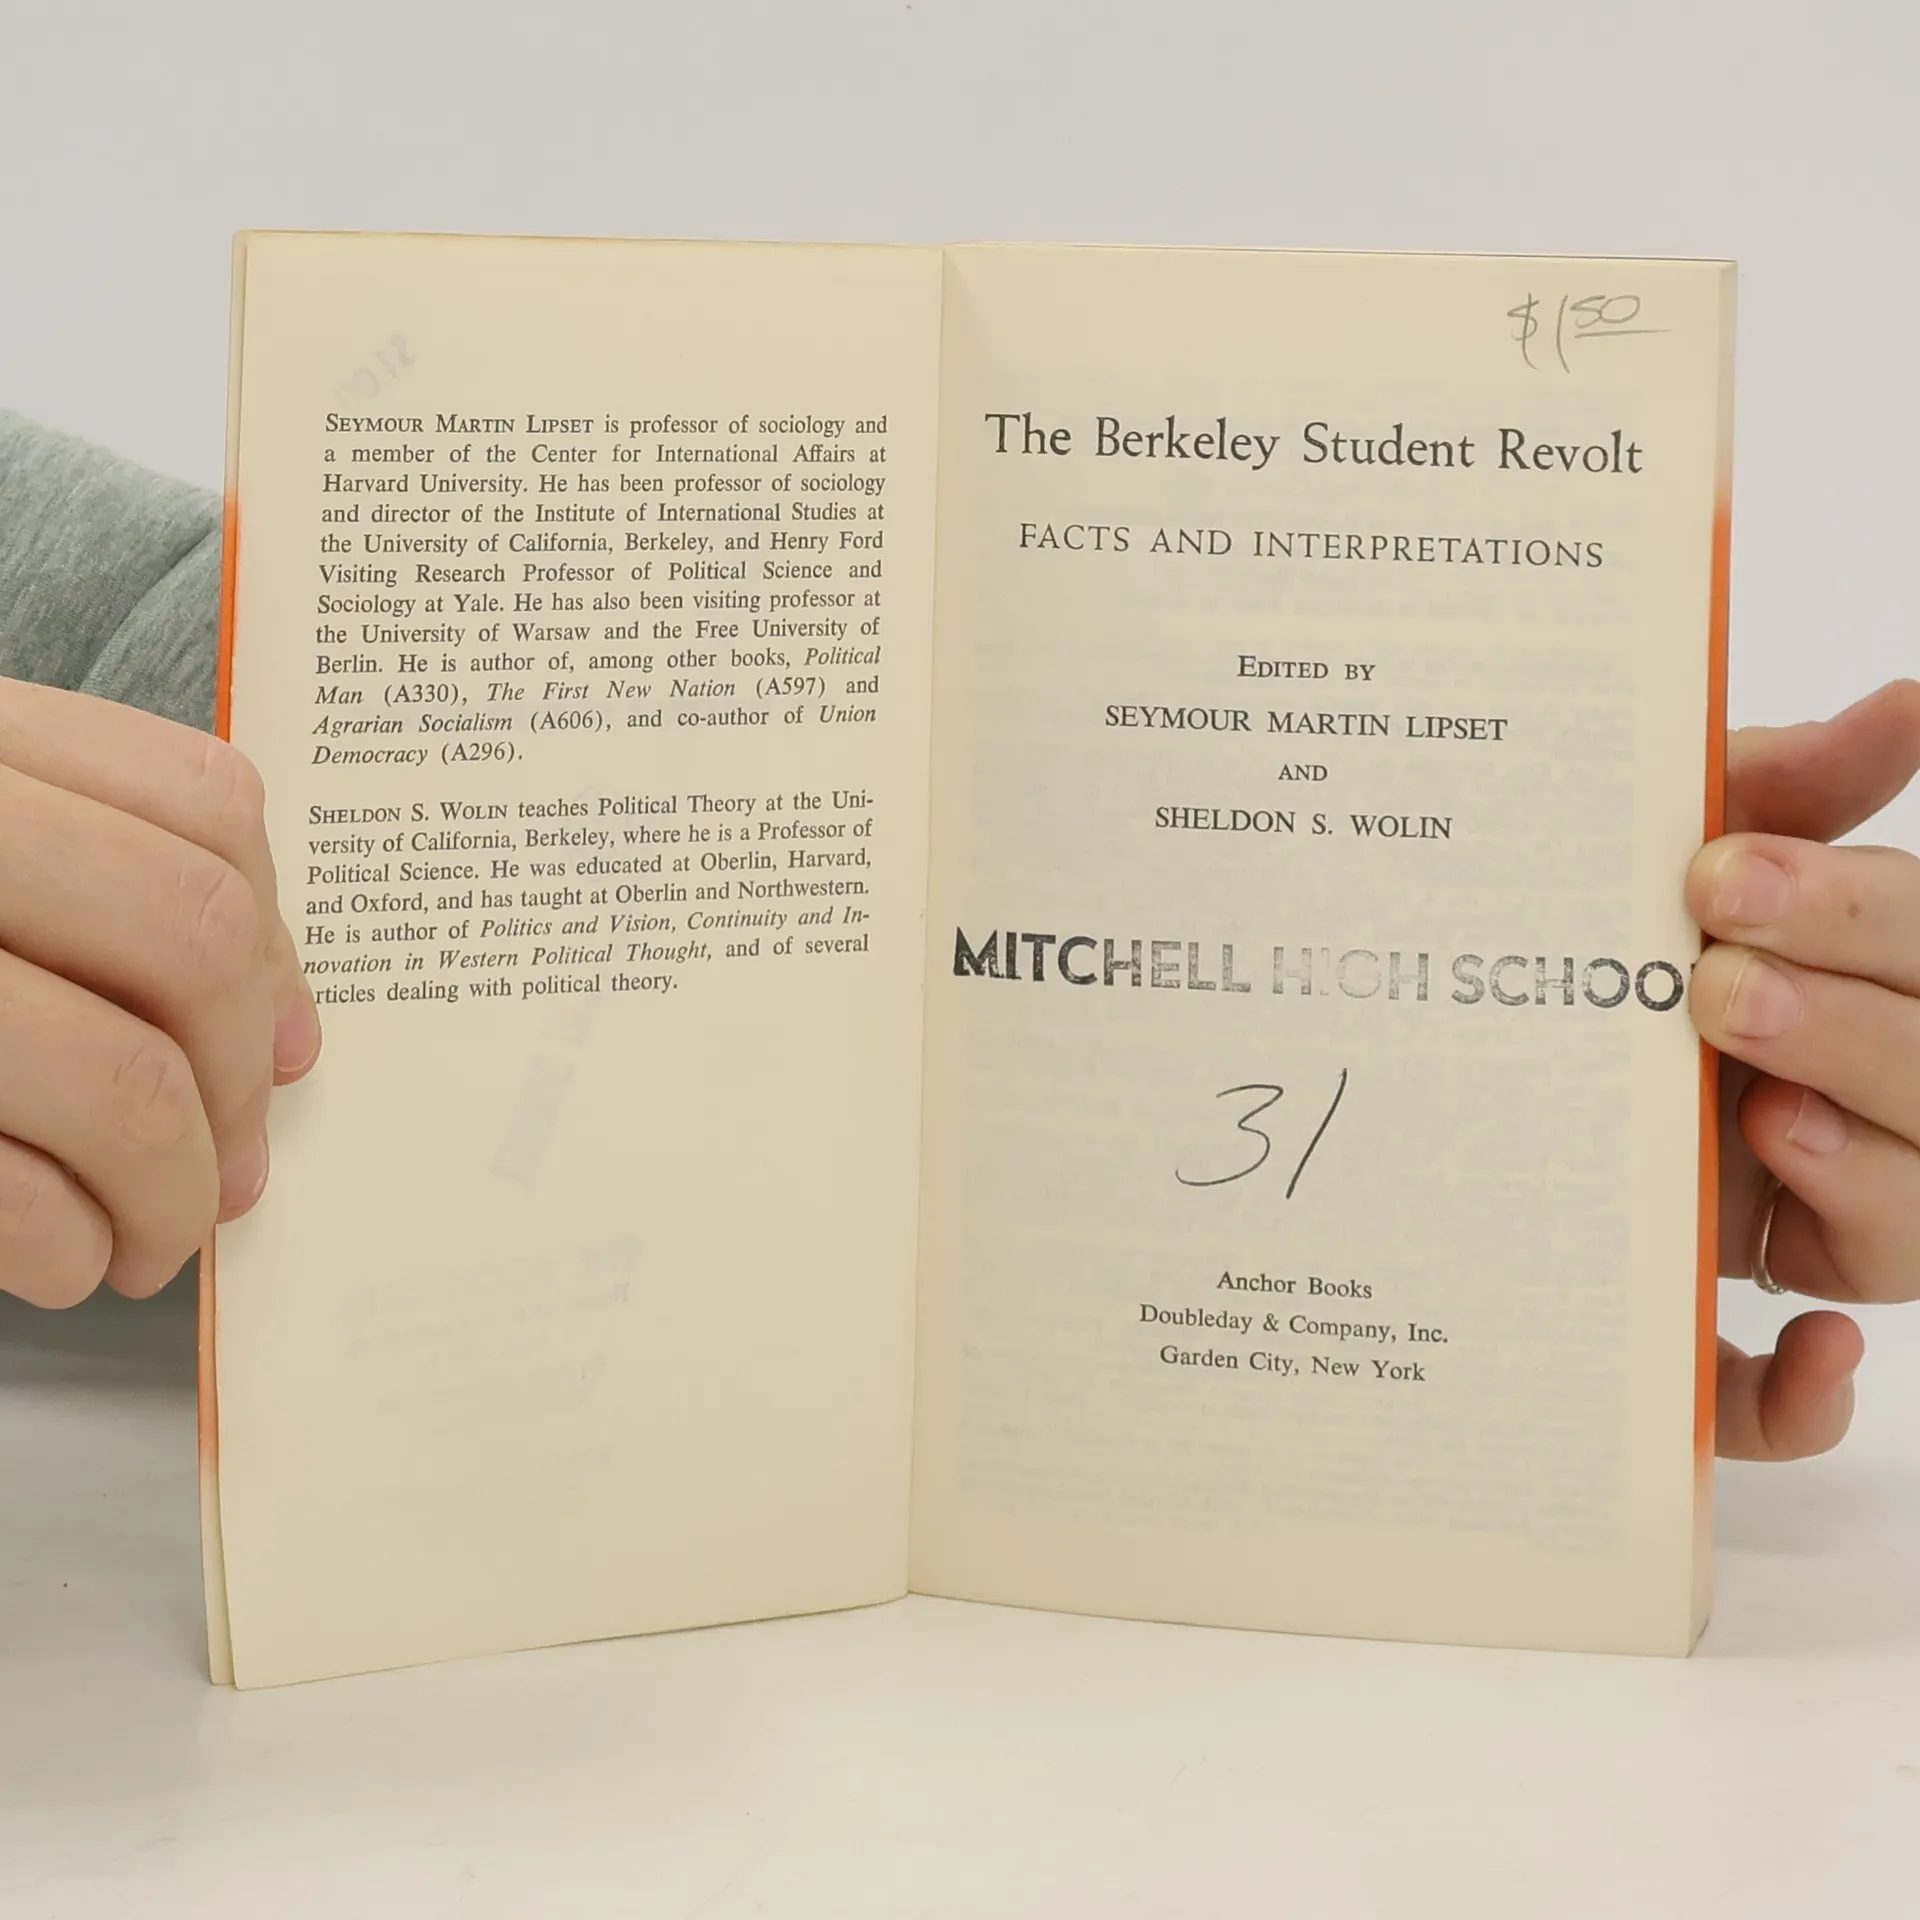 SEYMOUR MARTIN LIPSET is professor of sociology and
a member of the Center for International Affairs at
Harvard University. He has been professor of sociology
and director of the Institute of International Studies at
the University of California, Berkeley, and Henry Ford
Visiting Research Professor of Political Science and
Sociology at Yale. He has also been visiting professor at
the University of Warsaw and the Free University of
Berlin. He is author of, among other books, Political
Man (A330), The First New Nation (A597) and
Agrarian Socialism (A606), and co-author of Union
Democracy (A296).
SHELDON S. WOLIN teaches Political Theory at the Uni-
versity of California, Berkeley, where he is a Professor of
Political Science. He was educated at Oberlin, Harvard,
and Oxford, and has taught at Oberlin and Northwestern.
He is author of Politics and Vision, Continuity and In-
novation in Western Political Thought, and of several
rticles dealing with political theory.
$1 50
The Berkeley Student Revolt
FACTS AND INTERPRETATIONS
EDITED BY
SEYMOUR MARTIN LIPSET
AND
SHELDON S. WOLIN
MITCHELL HIGH SCHOO
31
Anchor Books
Doubleday & Company, Inc.
Garden City, New York